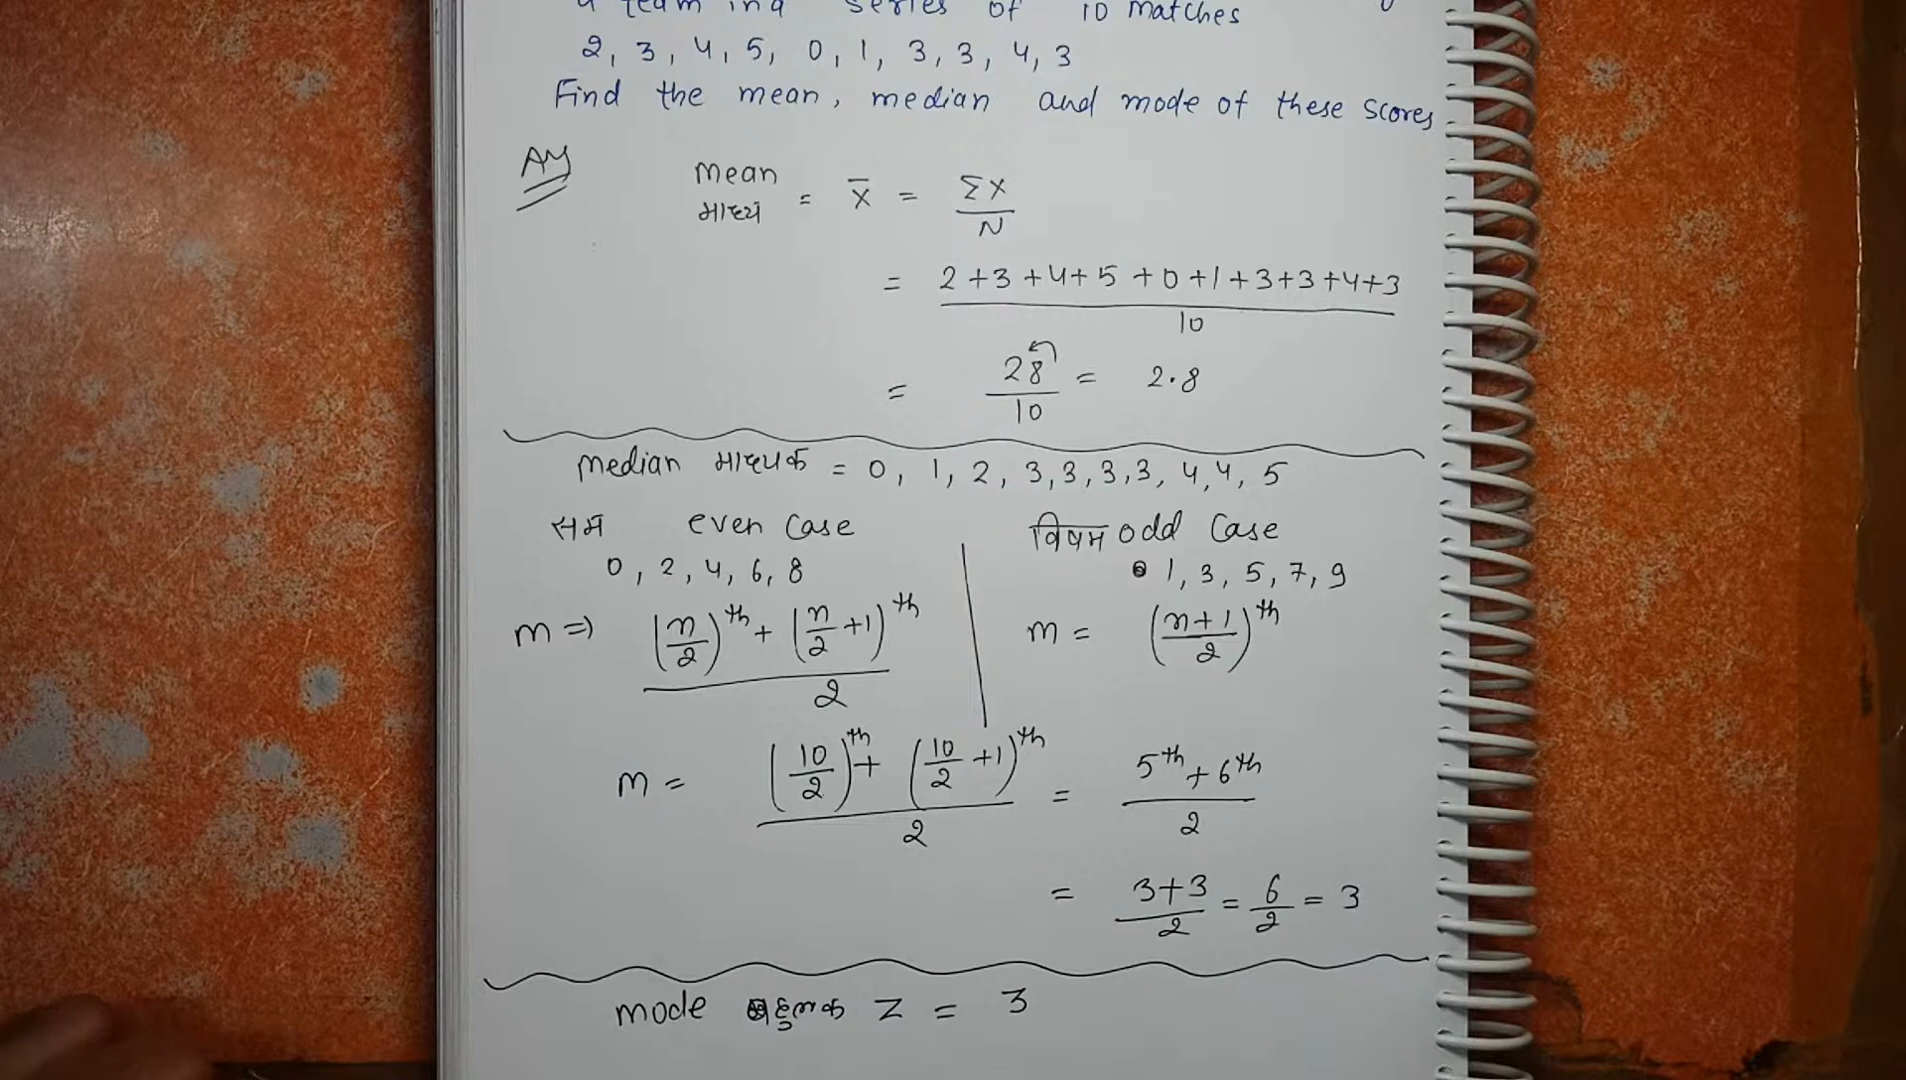 a team in a series of 10 matches
2, 3, 4, 5, 0, 1, 3, 3, 4, 3
Find the mean, median and mode of these scores
Ans
mean माध्य = x̄ = Σx/N
= (2+3+4+5+0+1+3+3+4+3)/10
= 28/10 = 2.8
median माध्यक = 0, 1, 2, 3, 3, 3, 3, 4, 4, 5
सम even case
0, 2, 4, 6, 8
m ⇒ ((n/2)th + (n/2 +1)th)/2
विषम odd case
1, 3, 5, 7, 9
m = ((n+1)/2)th
m = ((10/2)th + (10/2 +1)th)/2 = (5th + 6th)/2
= (3+3)/2 = 6/2 = 3
mode बहुलक Z = 3